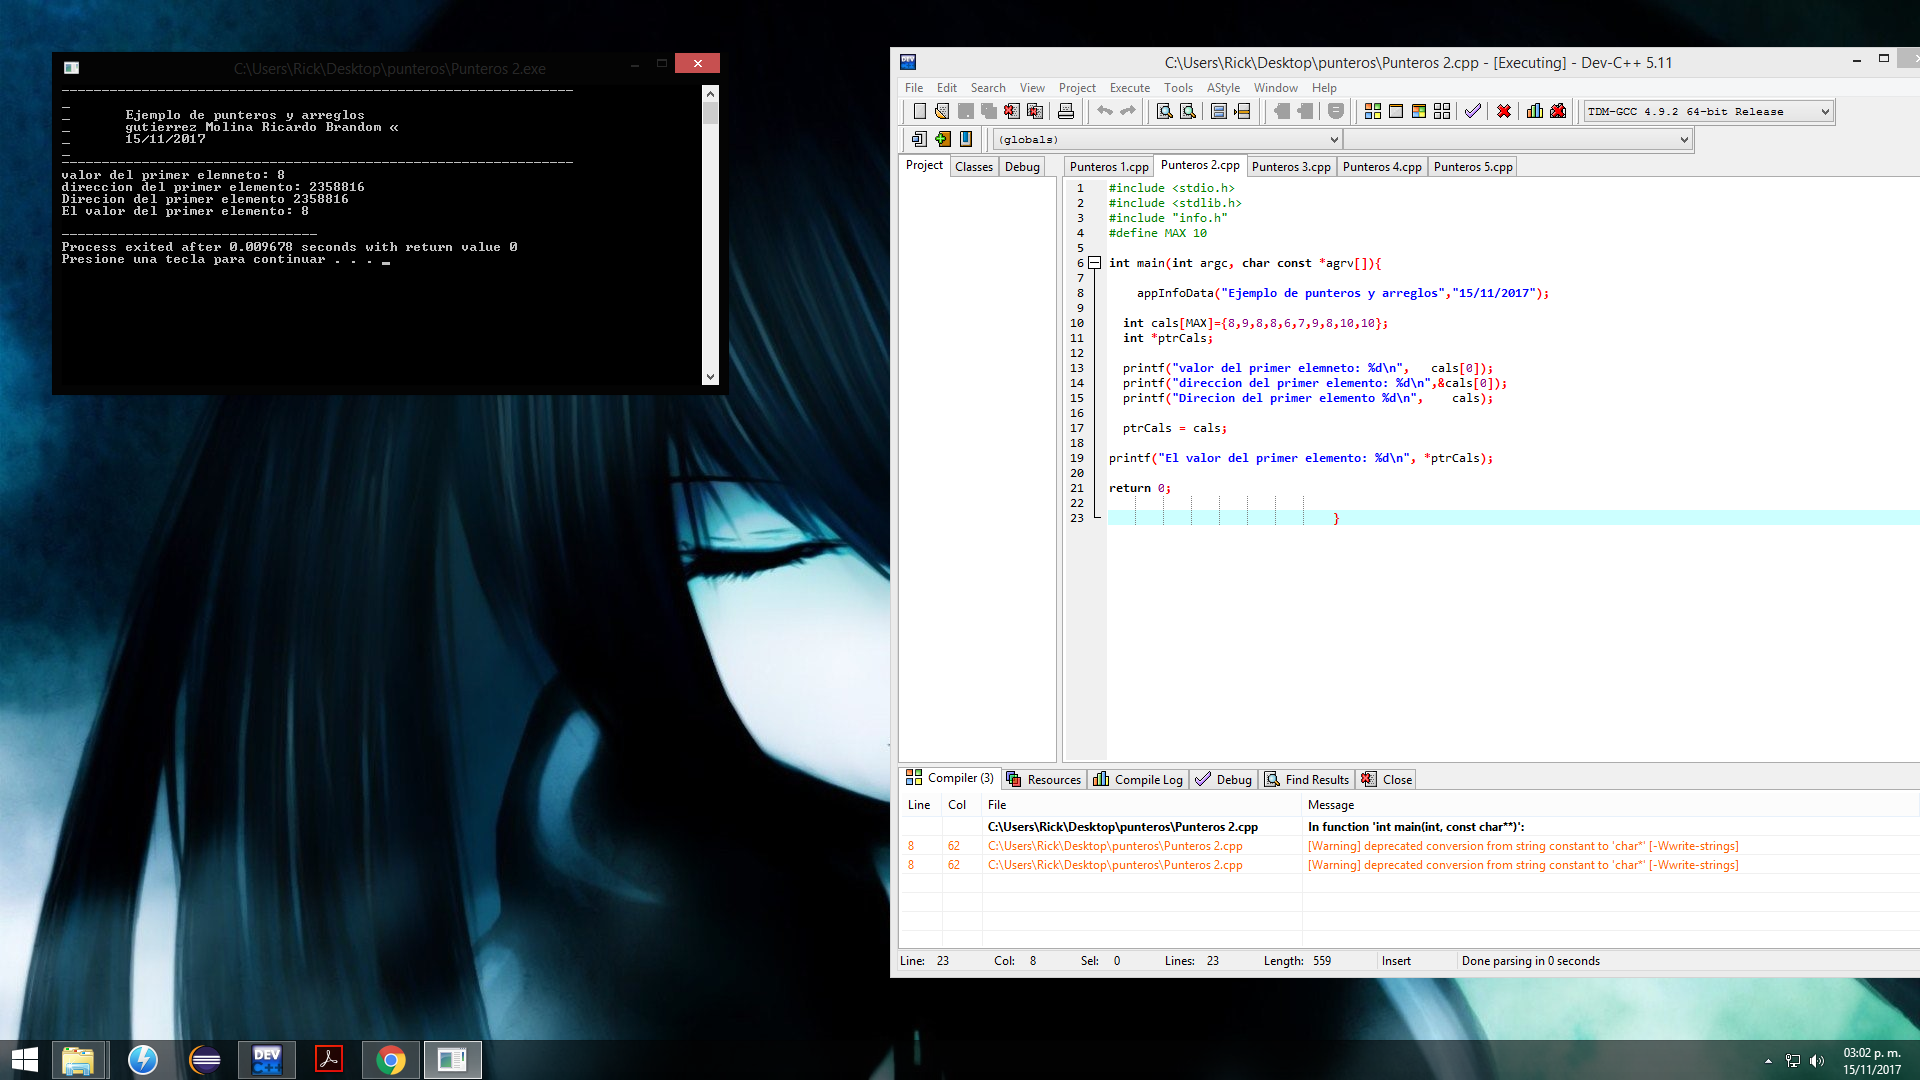 C:\Users\Rick\Desktop\punteros\Punteros 2.exe
Ejemplo de punteros y arreglos
gutierrez Molina Ricardo Brandom «
15/11/2017
valor del primer elemneto: 8
direccion del primer elemento: 2358816
Direcion del primer elemento 2358816
El valor del primer elemento: 8
--------------------------------
Process exited after 0.009678 seconds with return value 0
Presione una tecla para continuar . . . _
C:\Users\Rick\Desktop\punteros\Punteros 2.cpp - [Executing] - Dev-C++ 5.11
File Edit Search View Project Execute Tools AStyle Window Help
TDM-GCC 4.9.2 64-bit Release
(globals)
Project Classes Debug
Punteros 1.cpp Punteros 2.cpp Punteros 3.cpp Punteros 4.cpp Punteros 5.cpp
1 #include <stdio.h>
2 #include <stdlib.h>
3 #include "info.h"
4 #define MAX 10
5
6 int main(int argc, char const *agrv[]){
7
8 appInfoData("Ejemplo de punteros y arreglos","15/11/2017");
9
10 int cals[MAX]={8,9,8,8,6,7,9,8,10,10};
11 int *ptrCals;
12
13 printf("valor del primer elemneto: %d\n", cals[0]);
14 printf("direccion del primer elemento: %d\n",&cals[0]);
15 printf("Direcion del primer elemento %d\n", cals);
16
17 ptrCals = cals;
18
19 printf("El valor del primer elemento: %d\n", *ptrCals);
20
21 return 0;
22
23 }
Compiler (3) Resources Compile Log Debug Find Results Close
Line Col File Message
C:\Users\Rick\Desktop\punteros\Punteros 2.cpp In function 'int main(int, const char**)':
8 62 C:\Users\Rick\Desktop\punteros\Punteros 2.cpp [Warning] deprecated conversion from string constant to 'char*' [-Wwrite-strings]
8 62 C:\Users\Rick\Desktop\punteros\Punteros 2.cpp [Warning] deprecated conversion from string constant to 'char*' [-Wwrite-strings]
Line: 23 Col: 8 Sel: 0 Lines: 23 Length: 559 Insert Done parsing in 0 seconds
DEV C++
03:02 p. m.
15/11/2017